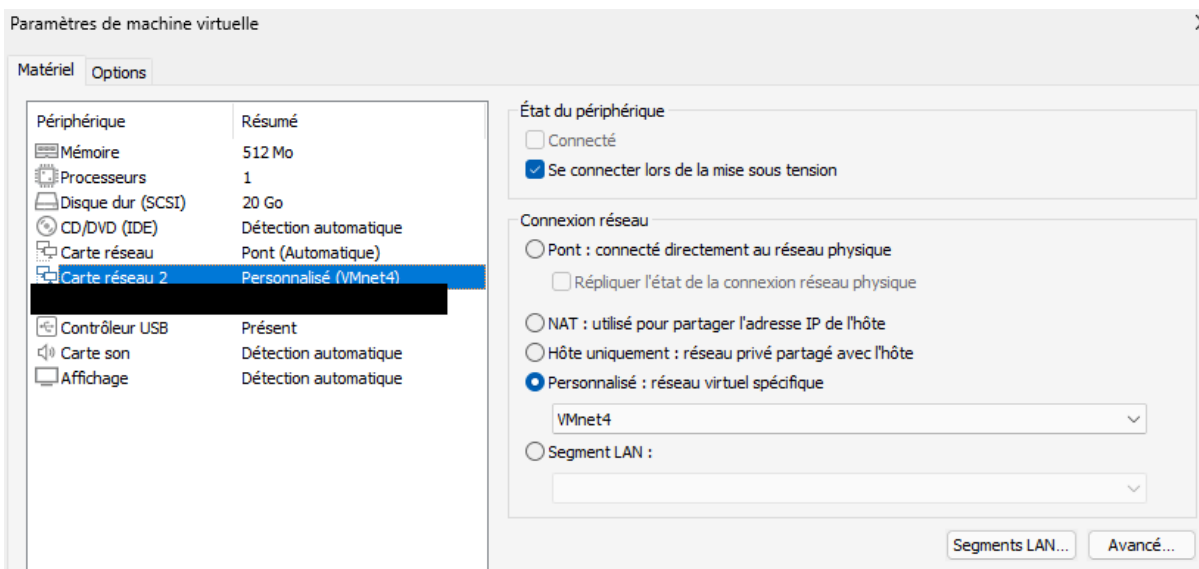 Paramètres de machine virtuelle
Matériel Options
Périphérique Résumé
Mémoire 512 Mo
Processeurs 1
Disque dur (SCSI) 20 Go
CD/DVD (IDE) Détection automatique
Carte réseau Pont (Automatique)
Carte réseau 2 Personnalisé (VMnet4)
Contrôleur USB Présent
Carte son Détection automatique
Affichage Détection automatique
État du périphérique
Connecté
Se connecter lors de la mise sous tension
Connexion réseau
Pont : connecté directement au réseau physique
Répliquer l'état de la connexion réseau physique
NAT : utilisé pour partager l'adresse IP de l'hôte
Hôte uniquement : réseau privé partagé avec l'hôte
Personnalisé : réseau virtuel spécifique
VMnet4
Segment LAN :
Segments LAN... Avancé...